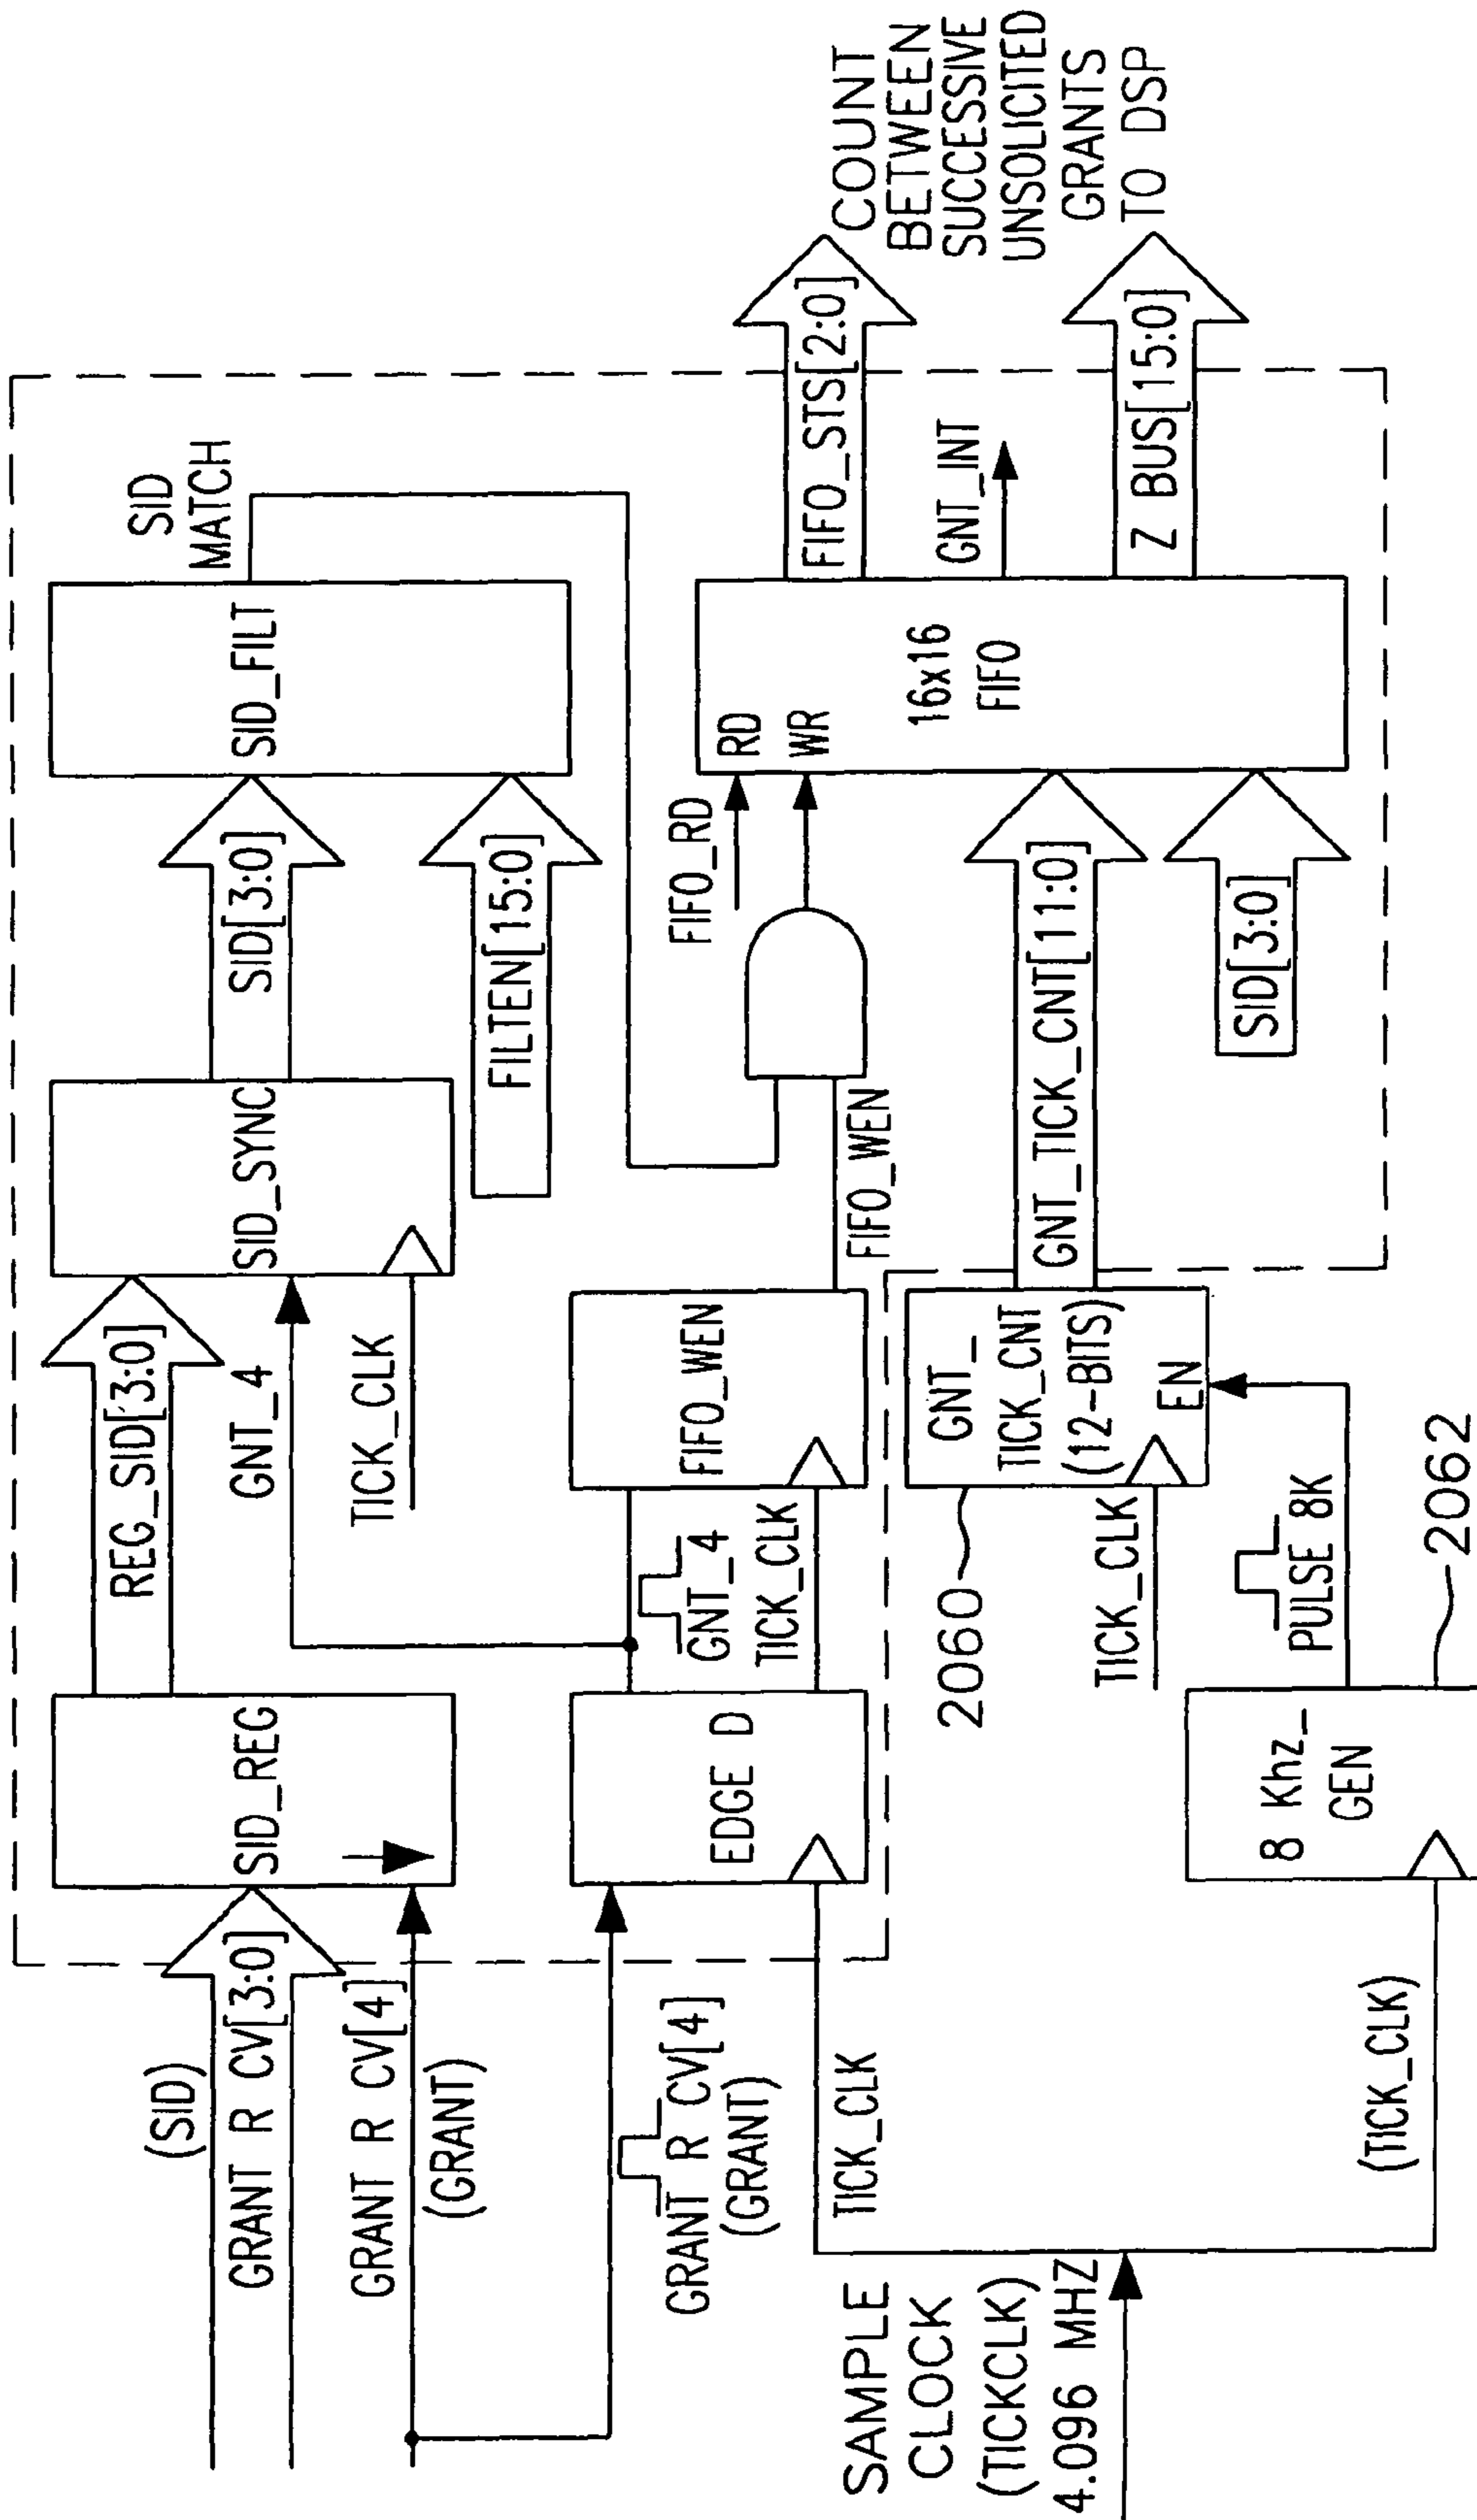 (SID)
GRANT R CV[3:0]
GRANT R CV[4]
(GRANT)
GRANT R CV[4]
(GRANT)
TICK_CLK
SAMPLE
CLOCK
(TICKCLK)
4.096 MHZ
(TICK_CLK)
SID_REG
EDGE D
8 Khz_
GEN
REG_SID[3:0]
GNT_4
TICK_CLK
GNT_4
TICK_CLK
2060
TICK_CLK
PULSE 8K
2062
SID_SYNC
FIFO_WEN
GNT_
TICK_CNT
(12-BITS)
EN
SID[3:0]
FILTEN[15:0]
FIFO_WEN
FIFO_RD
GNT_TICK_CNT[11:0]
SID[3:0]
SID_FILT
RD
WR
16x16
FIFO
SID
MATCH
FIFO_STS[2:0]
GNT_INT
Z BUS[15:0]
COUNT
BETWEEN
SUCCESSIVE
UNSOLICITED
GRANTS
TO DSP